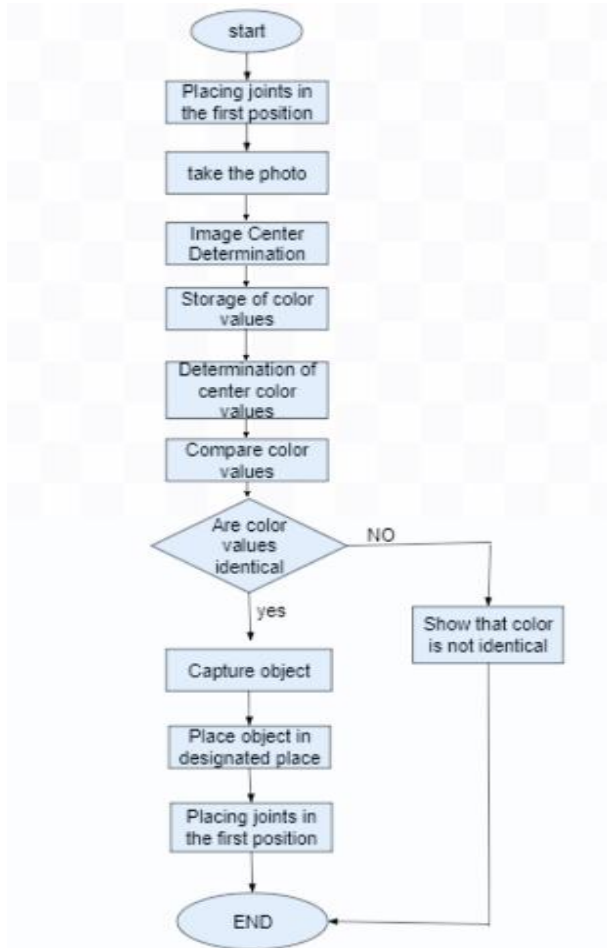 start
Placing joints in
the first position
take the photo
Image Center
Determination
Storage of color
values
Determination of
center color
values
Compare color
values
Are color
values
identical
NO
yes
Show that color
is not identical
Capture object
Place object in
designated place
Placing joints in
the first position
END